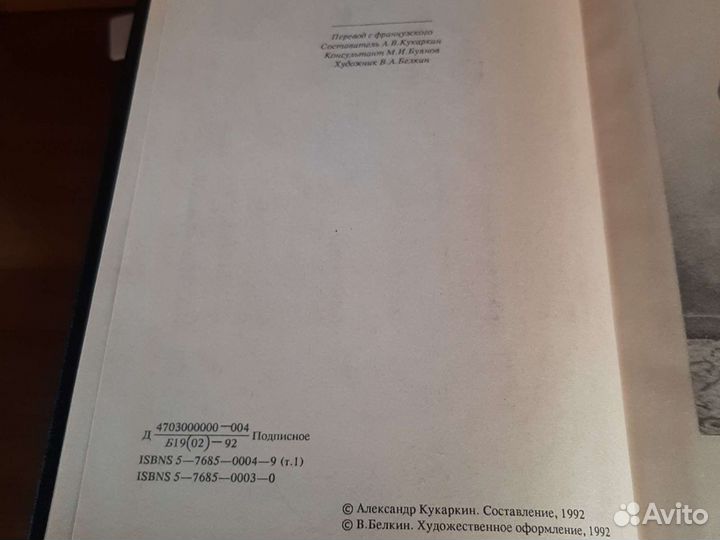 Перевод с французского
Составитель А.В.Кукаркин
Консультант М.И.Буянов
Художник В.А.Белкин
Д 4703000000—004
Б19(02)—92 Подписное
ISBNS 5—7685—0004—9 (т.1)
ISBNS 5—7685—0003—0
© Александр Кукаркин. Составление, 1992
© В.Белкин. Художественное оформление, 1992
Avito